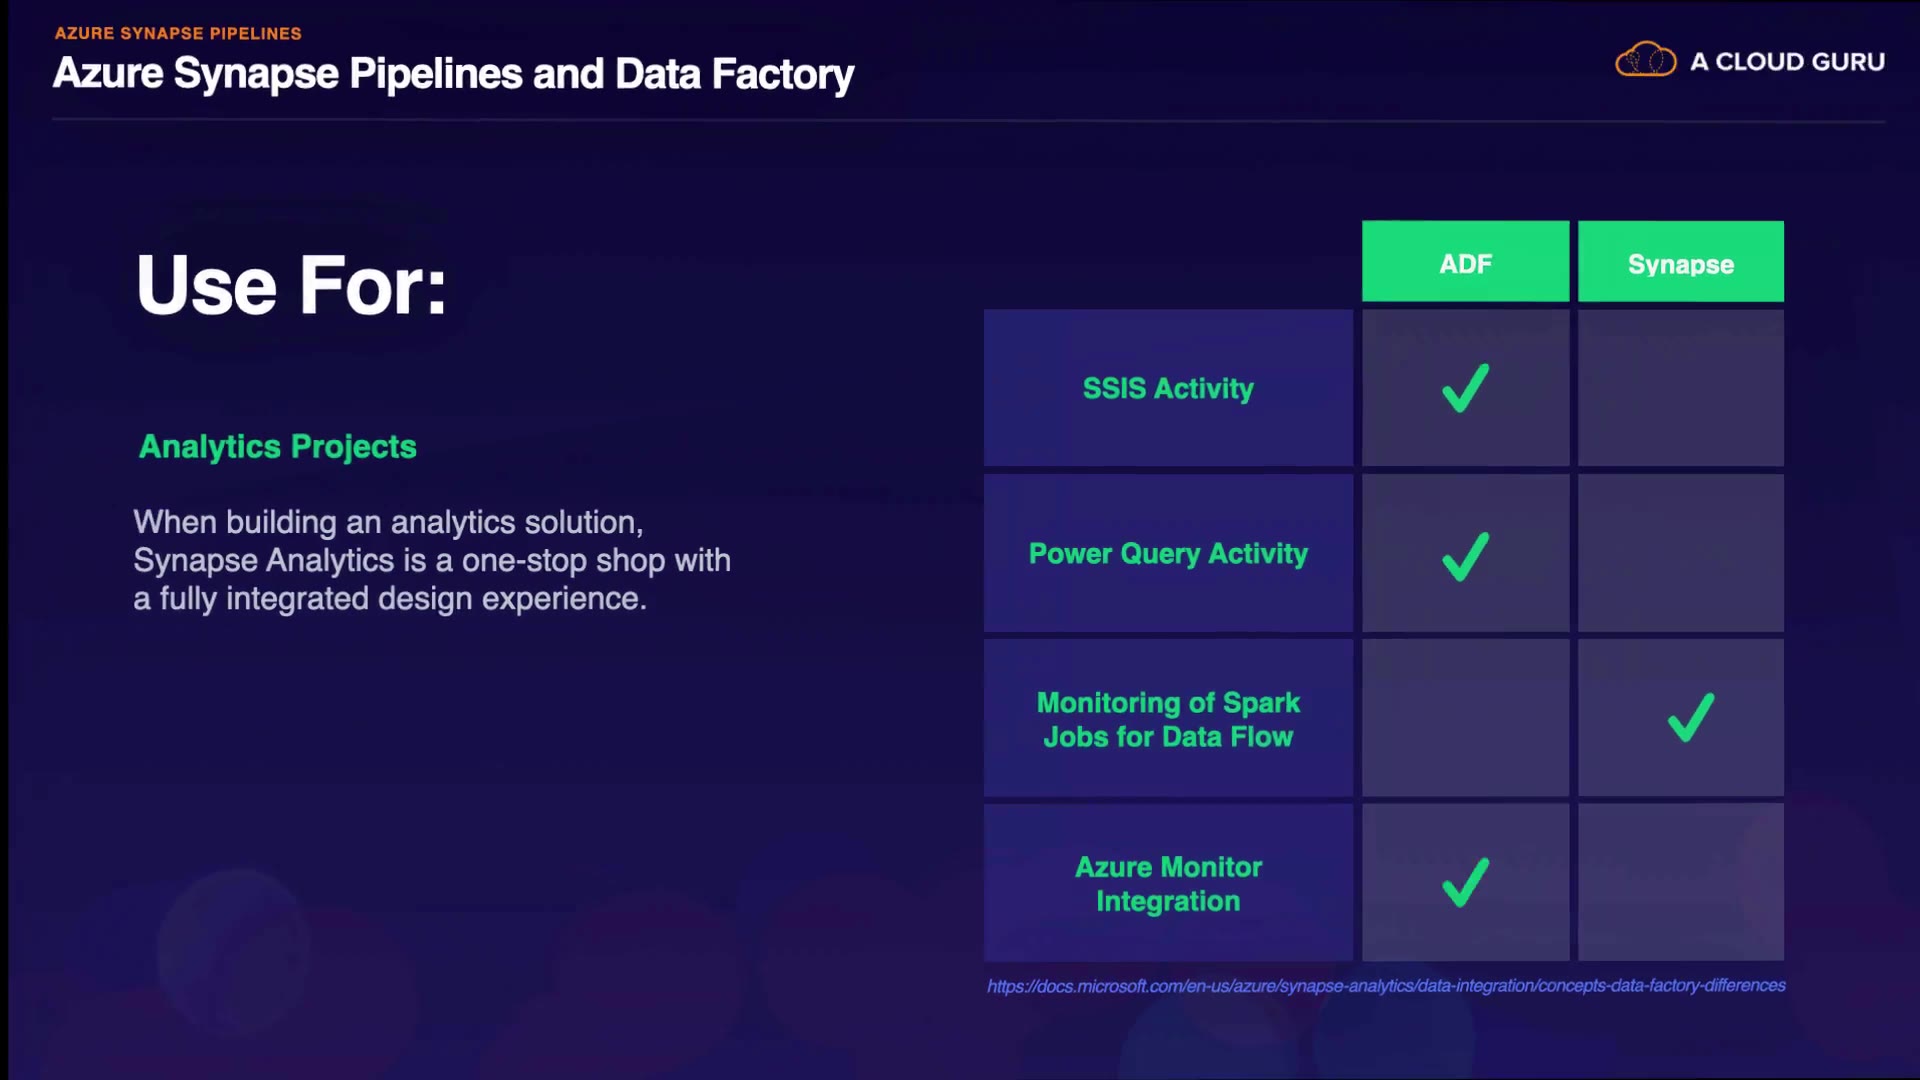 AZURE SYNAPSE PIPELINES
Azure Synapse Pipelines and Data Factory
A CLOUD GURU
Use For:
Analytics Projects
When building an analytics solution,
Synapse Analytics is a one-stop shop with
a fully integrated design experience.
ADF
Synapse
SSIS Activity
Power Query Activity
Monitoring of Spark
Jobs for Data Flow
Azure Monitor
Integration
https://docs.microsoft.com/en-us/azure/synapse-analytics/data-integration/concepts-data-factory-differences